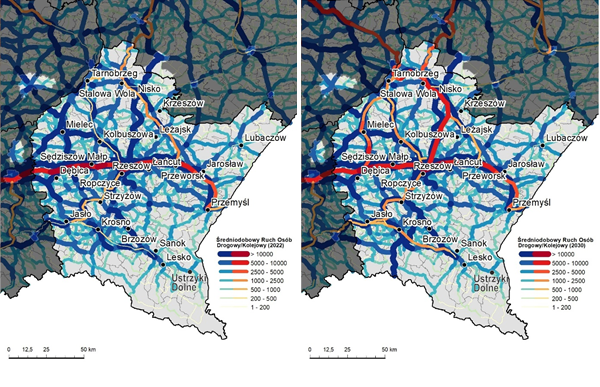 Tarnobrzeg
Nisko
Stalowa Wola
Krzeszów
Mielec
Kolbuszowa
Leżajsk
Lubaczów
Sędziszów Młp
Rzeszów
Łańcut
Jarosław
Dębica
Przeworsk
Ropczyce
Strzyżów
Przemyśl
Jasło
Krosno
Brzozów
Sanok
Lesko
Ustrzyki
Dolne
Średniodobowy Ruch Osób
Drogowy/Kolejowy (2022)
> 10000
5000 - 10000
2500 - 5000
1000 - 2500
500 - 1000
200 - 500
1 - 200
0 12,5 25 50 km
Tarnobrzeg
Nisko
Stalowa Wola
Krzeszów
Mielec
Kolbuszowa
Leżajsk
Lubaczów
Sędziszów Młp
Rzeszów
Łańcut
Jarosław
Dębica
Przeworsk
Ropczyce
Strzyżów
Przemyśl
Jasło
Krosno
Brzozów
Sanok
Lesko
Ustrzyki
Dolne
Średniodobowy Ruch Osób
Drogowy/Kolejowy (2030)
> 10000
5000 - 10000
2500 - 5000
1000 - 2500
500 - 1000
200 - 500
1 - 200
0 12,5 25 50 km